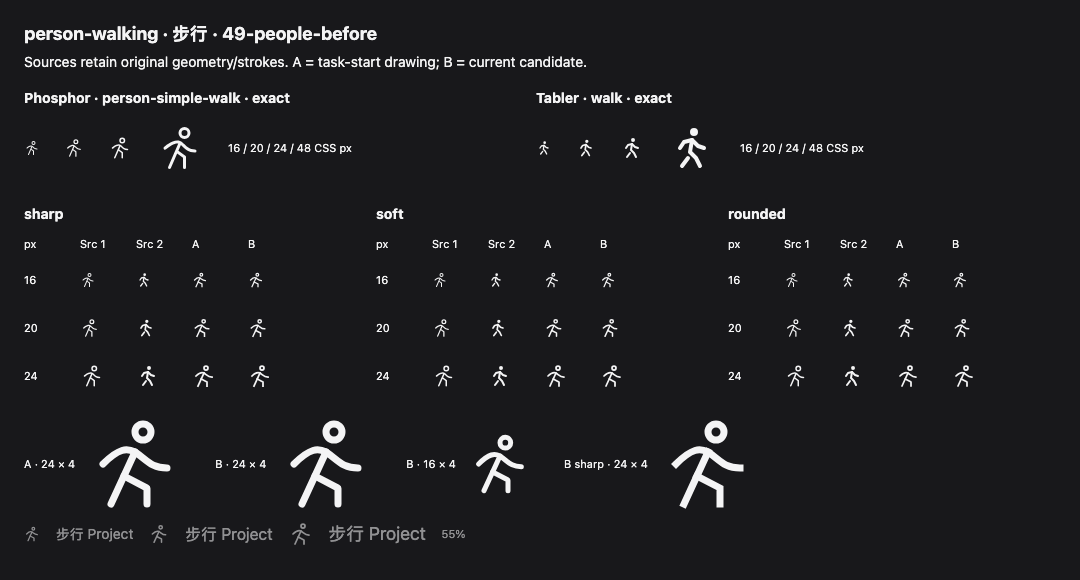 person-walking · 步行 · 49-people-before
Sources retain original geometry/strokes. A = task-start drawing; B = current candidate.
Phosphor · person-simple-walk · exact
Tabler · walk · exact
16 / 20 / 24 / 48 CSS px
16 / 20 / 24 / 48 CSS px
sharp
soft
rounded
px Src 1 Src 2 A B
px Src 1 Src 2 A B
px Src 1 Src 2 A B
16
16
16
20
20
20
24
24
24
A · 24 × 4
B · 24 × 4
B · 16 × 4
B sharp · 24 × 4
步行 Project
步行 Project
步行 Project
55%